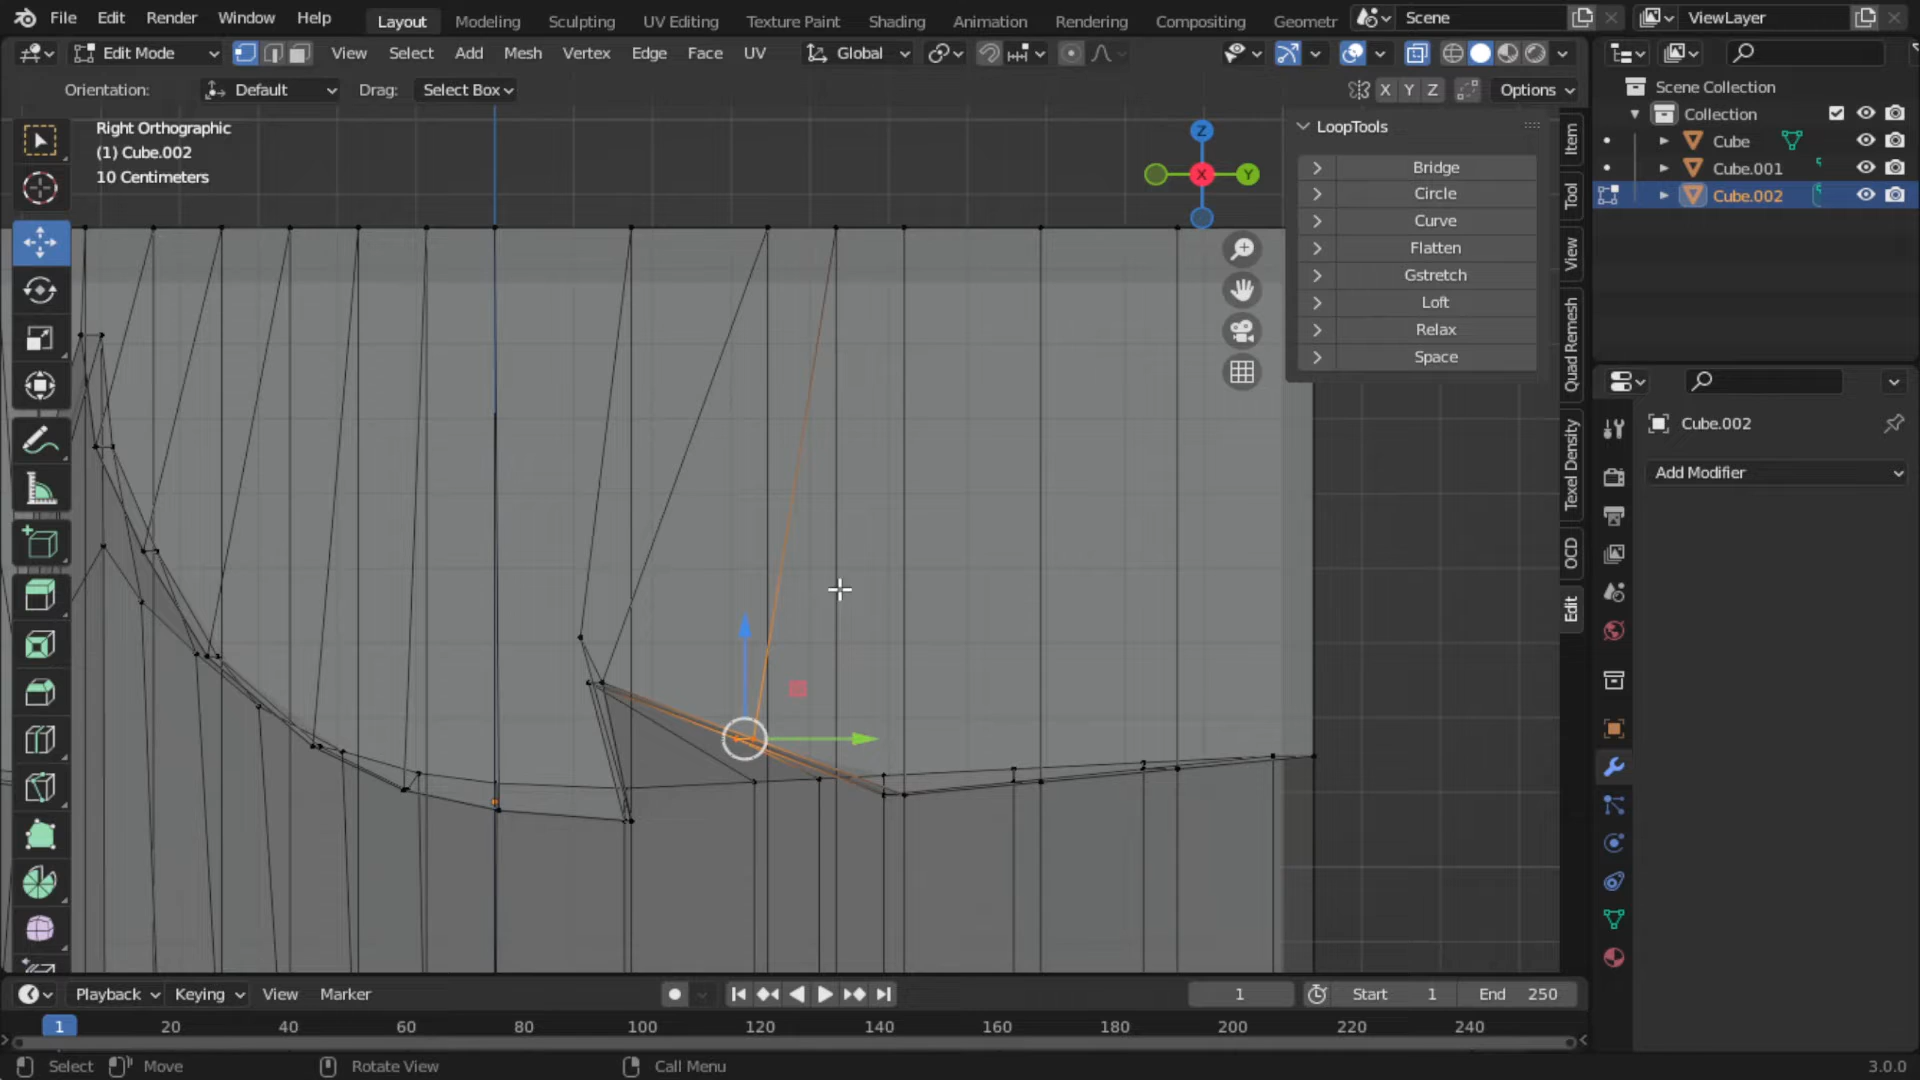 File Edit Render Window Help
Layout Modeling Sculpting UV Editing Texture Paint Shading Animation Rendering Compositing Geometr
Scene
ViewLayer
Edit Mode View Select Add Mesh Vertex Edge Face UV
Global
Orientation: Default Drag: Select Box
X Y Z Options
Right Orthographic
(1) Cube.002
10 Centimeters
Z
X
Y
LoopTools
Bridge
Circle
Curve
Flatten
Gstretch
Loft
Relax
Space
Item
Tool
View
Quad Remesh
Texel Density
OCD
Edit
Scene Collection
Collection
Cube
Cube.001
Cube.002
Cube.002
Add Modifier
Playback Keying View Marker
1 Start 1 End 250
1 20 40 60 80 100 120 140 160 180 200 220 240
Select Move Rotate View Call Menu 3.0.0